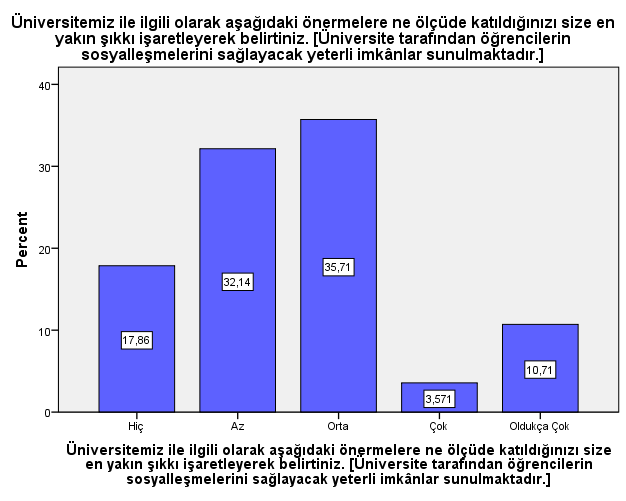 Üniversitemiz ile ilgili olarak aşağıdaki önermelere ne ölçüde katıldığınızı size en
yakın şıkkı işaretleyerek belirtiniz. [Üniversite tarafından öğrencilerin
sosyalleşmelerini sağlayacak yeterli imkânlar sunulmaktadır.]
40
30
20
10
0
Percent
17,86
32,14
35,71
3,571
10,71
Hiç
Az
Orta
Çok
Oldukça Çok
Üniversitemiz ile ilgili olarak aşağıdaki önermelere ne ölçüde katıldığınızı size
en yakın şıkkı işaretleyerek belirtiniz. [Üniversite tarafından öğrencilerin
sosyalleşmelerini sağlayacak yeterli imkânlar sunulmaktadır.]